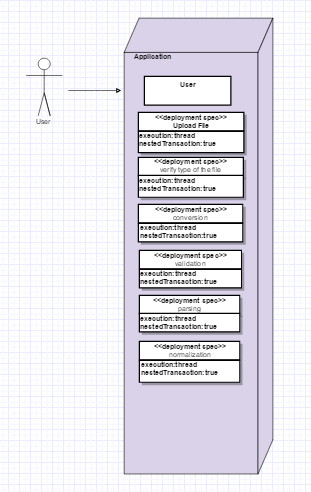 Application
User
User
<<deployment spec>>
Upload File
execution:thread
nestedTransaction:true
<<deployment spec>>
verify type of the file
execution:thread
nestedTransaction:true
<<deployment spec>>
conversion
execution:thread
nestedTransaction:true
<<deployment spec>>
validation
execution:thread
nestedTransaction:true
<<deployment spec>>
parsing
execution:thread
nestedTransaction:true
<<deployment spec>>
normalization
execution:thread
nestedTransaction:true